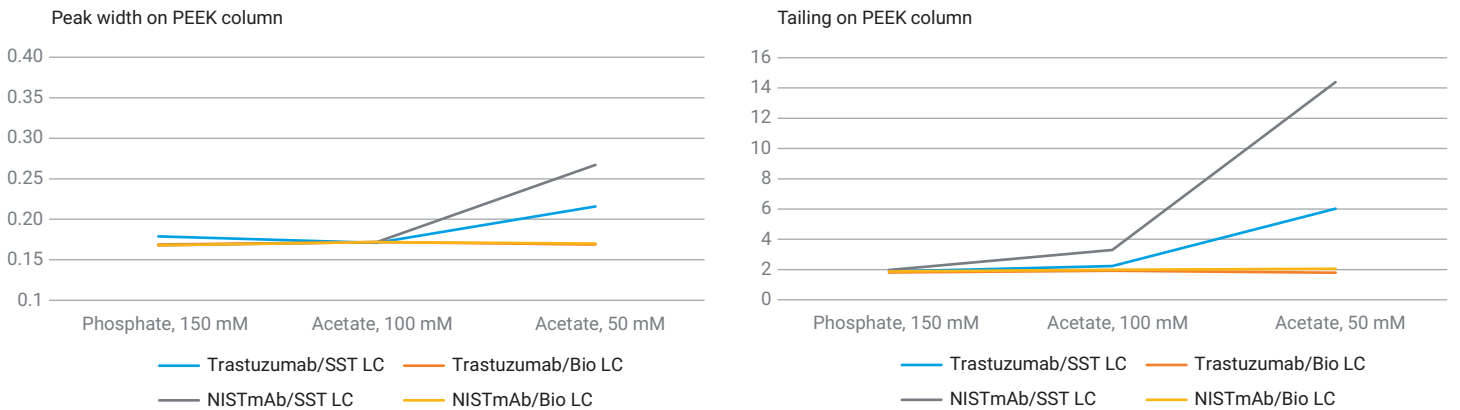 Peak width on PEEK column
0.40
0.35
0.30
0.25
0.20
0.15
0.1
Phosphate, 150 mM Acetate, 100 mM Acetate, 50 mM
Trastuzumab/SST LC Trastuzumab/Bio LC
NISTmAb/SST LC NISTmAb/Bio LC
Tailing on PEEK column
16
14
12
10
8
6
4
2
0
Phosphate, 150 mM Acetate, 100 mM Acetate, 50 mM
Trastuzumab/SST LC Trastuzumab/Bio LC
NISTmAb/SST LC NISTmAb/Bio LC